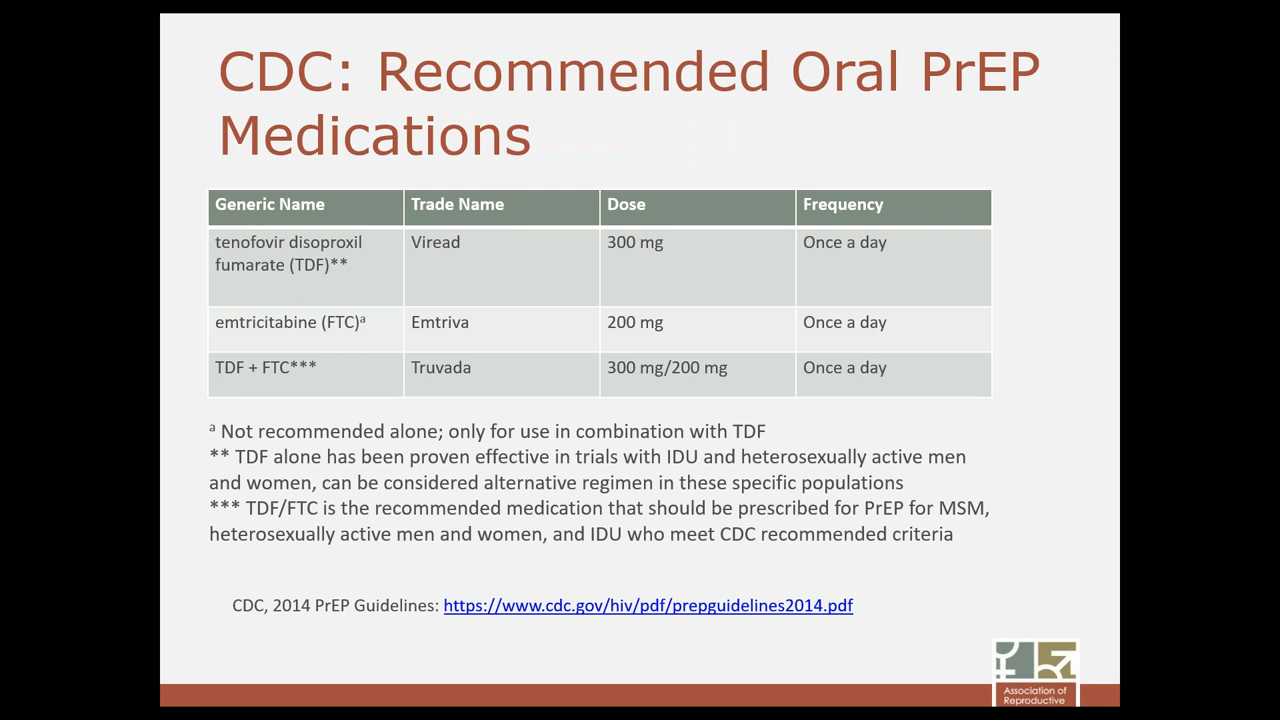 CDC: Recommended Oral PrEP
Medications
Generic Name Trade Name Dose Frequency
tenofovir disoproxil
fumarate (TDF)** Viread 300 mg Once a day
emtricitabine (FTC)ᵃ Emtriva 200 mg Once a day
TDF + FTC*** Truvada 300 mg/200 mg Once a day
ᵃ Not recommended alone; only for use in combination with TDF
** TDF alone has been proven effective in trials with IDU and heterosexually active men
and women, can be considered alternative regimen in these specific populations
*** TDF/FTC is the recommended medication that should be prescribed for PrEP for MSM,
heterosexually active men and women, and IDU who meet CDC recommended criteria
CDC, 2014 PrEP Guidelines: https://www.cdc.gov/hiv/pdf/prepguidelines2014.pdf
Association of
Reproductive